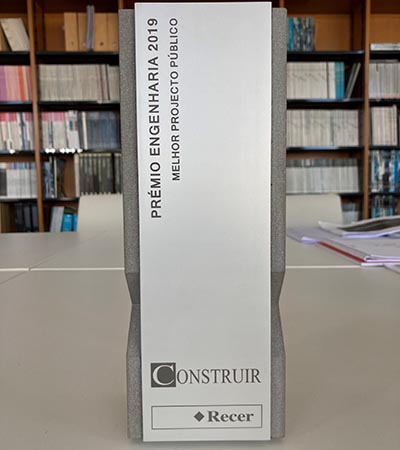 PRÉMIO ENGENHARIA 2019
MELHOR PROJECTO PÚBLICO
CONSTRUIR
Recer